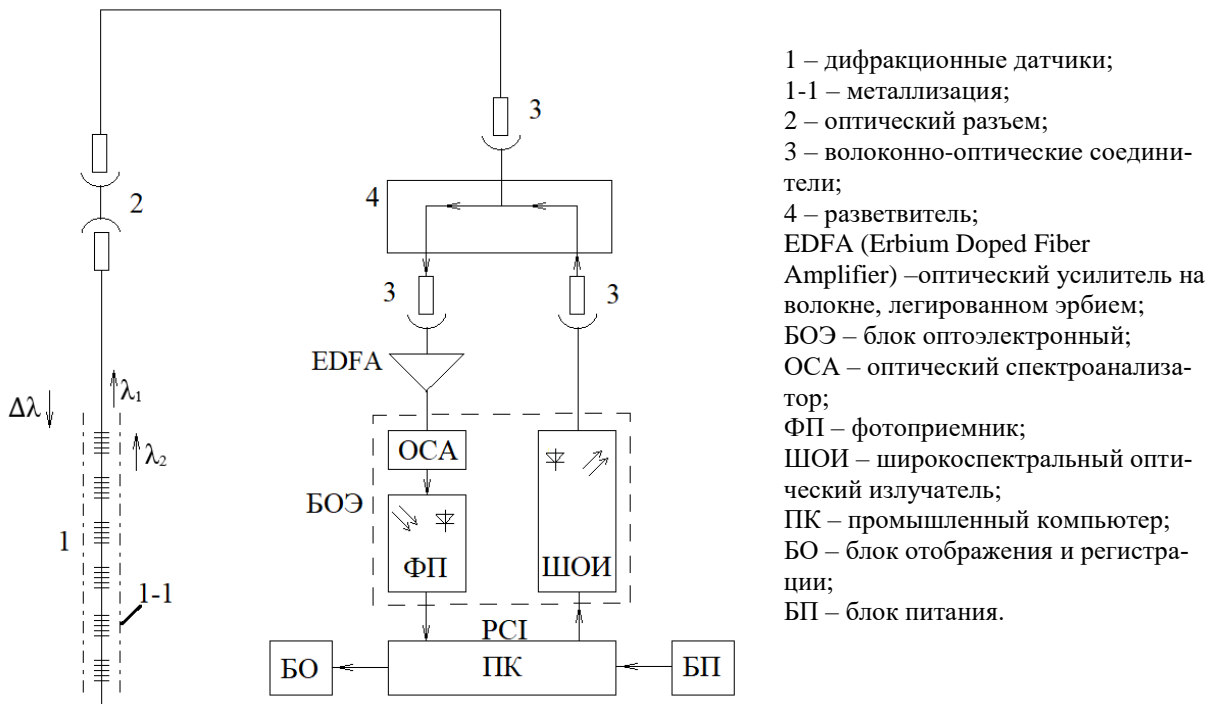 3
2
4
3
3
EDFA
Δλ
λ₁
λ₂
ОСА
БОЭ
1
ФП
ШОИ
1-1
PCI
БО
ПК
БП
1 – дифракционные датчики;
1-1 – металлизация;
2 – оптический разъем;
3 – волоконно-оптические соедини-
тели;
4 – разветвитель;
EDFA (Erbium Doped Fiber
Amplifier) –оптический усилитель на
волокне, легированном эрбием;
БОЭ – блок оптоэлектронный;
ОСА – оптический спектроанализа-
тор;
ФП – фотоприемник;
ШОИ – широкоспектральный опти-
ческий излучатель;
ПК – промышленный компьютер;
БО – блок отображения и регистра-
ции;
БП – блок питания.